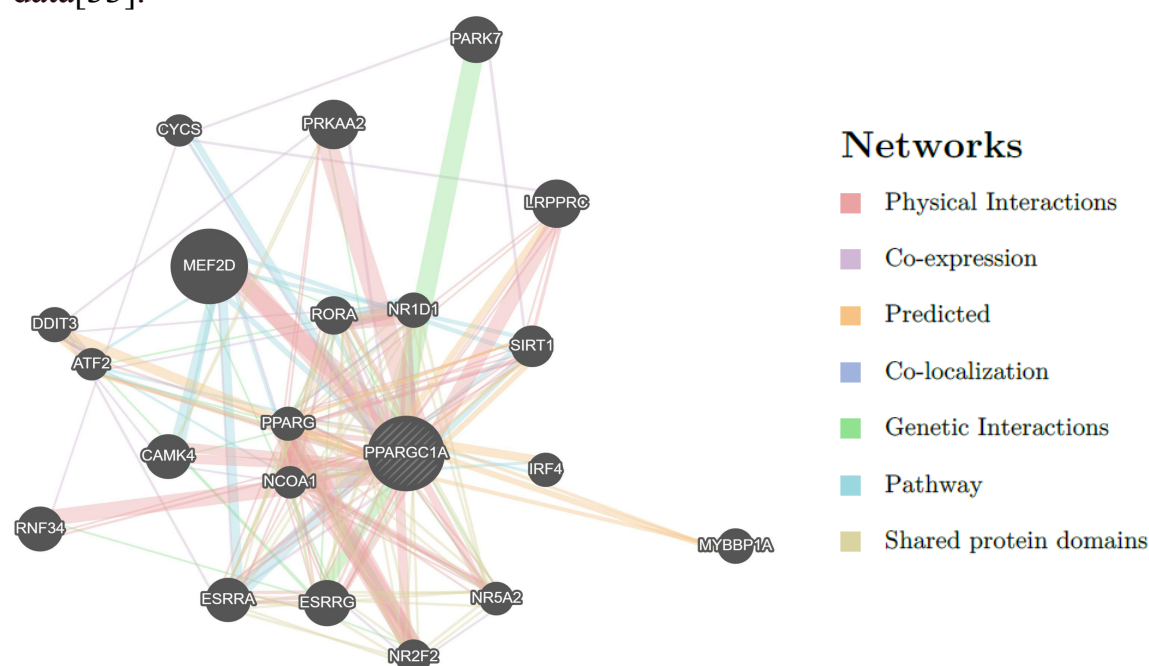 data[55].
PARK7
CYCS
PRKAA2
LRPPRC
MEF2D
RORA
NR1D1
DDIT3
SIRT1
ATF2
PPARG
CAMK4
PPARGC1A
NCOA1
IRF4
RNF34
MYBBP1A
ESRRA
ESRRG
NR5A2
NR2F2
Networks
Physical Interactions
Co-expression
Predicted
Co-localization
Genetic Interactions
Pathway
Shared protein domains